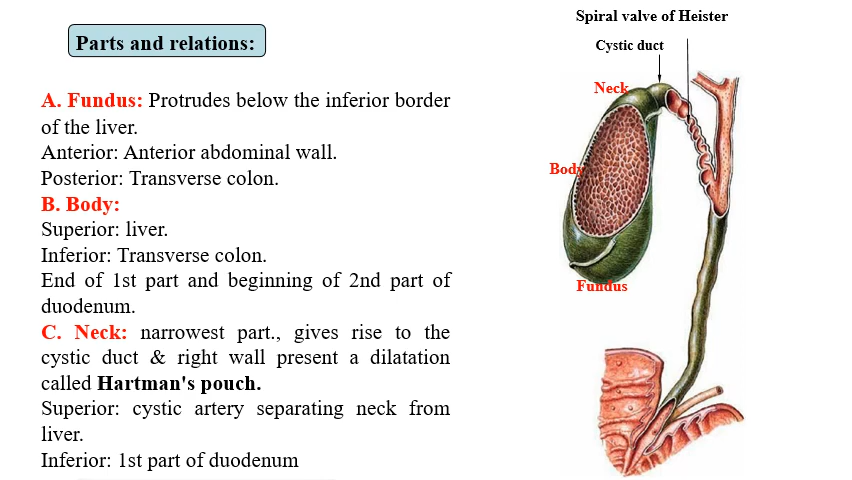 Parts and relations:
A. Fundus: Protrudes below the inferior border
of the liver.
Anterior: Anterior abdominal wall.
Posterior: Transverse colon.
B. Body:
Superior: liver.
Inferior: Transverse colon.
End of 1st part and beginning of 2nd part of
duodenum.
C. Neck: narrowest part., gives rise to the
cystic duct & right wall present a dilatation
called Hartman's pouch.
Superior: cystic artery separating neck from
liver.
Inferior: 1st part of duodenum
Spiral valve of Heister
Cystic duct
Neck
Body
Fundus